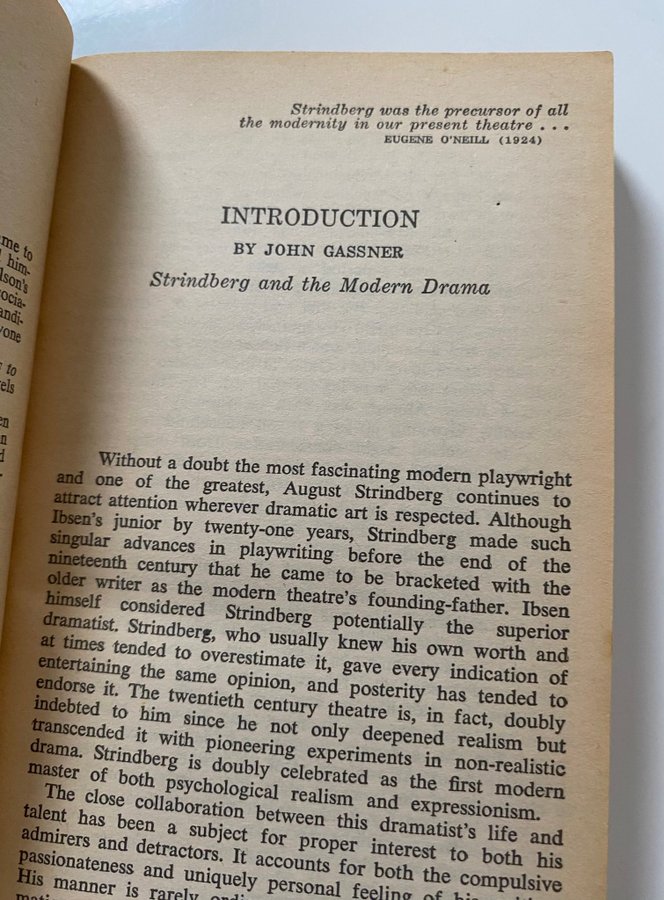 me to
him-
lson's
ocia-
andi-
yone
to
els
en
n
d
Strindberg was the precursor of all
the modernity in our present theatre . . .
EUGENE O'NEILL (1924)
INTRODUCTION
BY JOHN GASSNER
Strindberg and the Modern Drama
Without a doubt the most fascinating modern playwright
and one of the greatest, August Strindberg continues to
attract attention wherever dramatic art is respected. Although
Ibsen's junior by twenty-one years, Strindberg made such
singular advances in playwriting before the end of the
nineteenth century that he came to be bracketed with the
older writer as the modern theatre's founding-father. Ibsen
himself considered Strindberg potentially the superior
dramatist. Strindberg, who usually knew his own worth and
at times tended to overestimate it, gave every indication of
entertaining the same opinion, and posterity has tended to
endorse it. The twentieth century theatre is, in fact, doubly
indebted to him since he not only deepened realism but
transcended it with pioneering experiments in non-realistic
drama. Strindberg is doubly celebrated as the first modern
master of both psychological realism and expressionism.
The close collaboration between this dramatist's life and
talent has been a subject for proper interest to both his
admirers and detractors. It accounts for both the compulsive
passionateness and uniquely personal feeling of
His manner is rarely